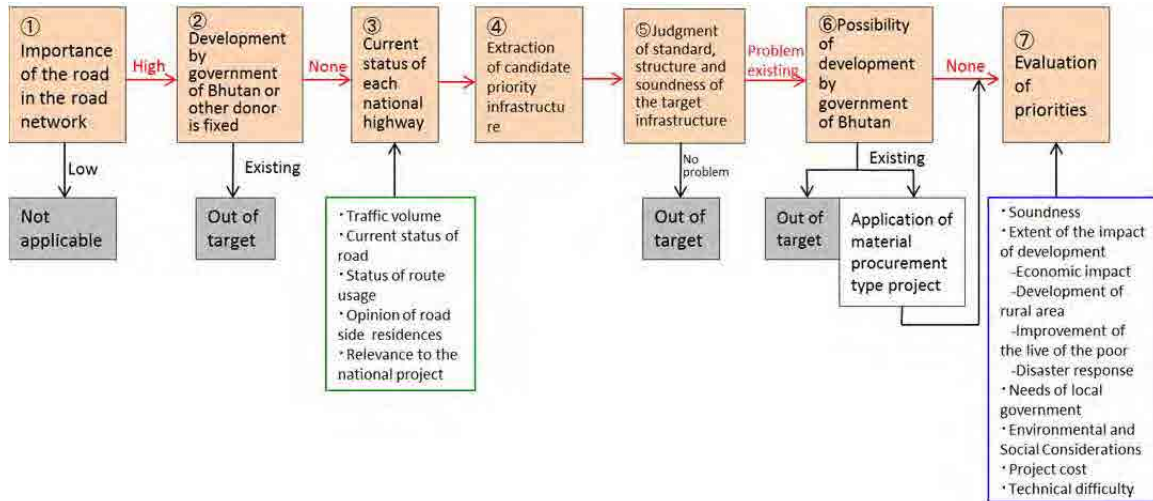 ①
Importance
of the road
in the road
network
High
②
Development
by
government
of Bhutan or
other donor
is fixed
None
③
Current
status of
each
national
highway
④
Extraction
of candidate
priority
infrastructu
re
⑤Judgment
of standard,
structure and
soundness of
the target
infrastructure
Problem
existing
⑥
Possibility
of
development
by
government
of Bhutan
None
⑦
Evaluation
of
priorities
Low
Existing
No
problem
Existing
Not
applicable
Out of
target
・Traffic volume
・Current status of
road
・Status of route
usage
・Opinion of road
side residences
・Relevance to the
national project
Out of
target
Out of
target
Application of
material
procurement
type project
・Soundness
・Extent of the impact
of development
-Economic impact
-Development of
rural area
-Improvement of
the live of the poor
-Disaster response
・Needs of local
government
・Environmental and
Social Considerations
・Project cost
・Technical difficulty